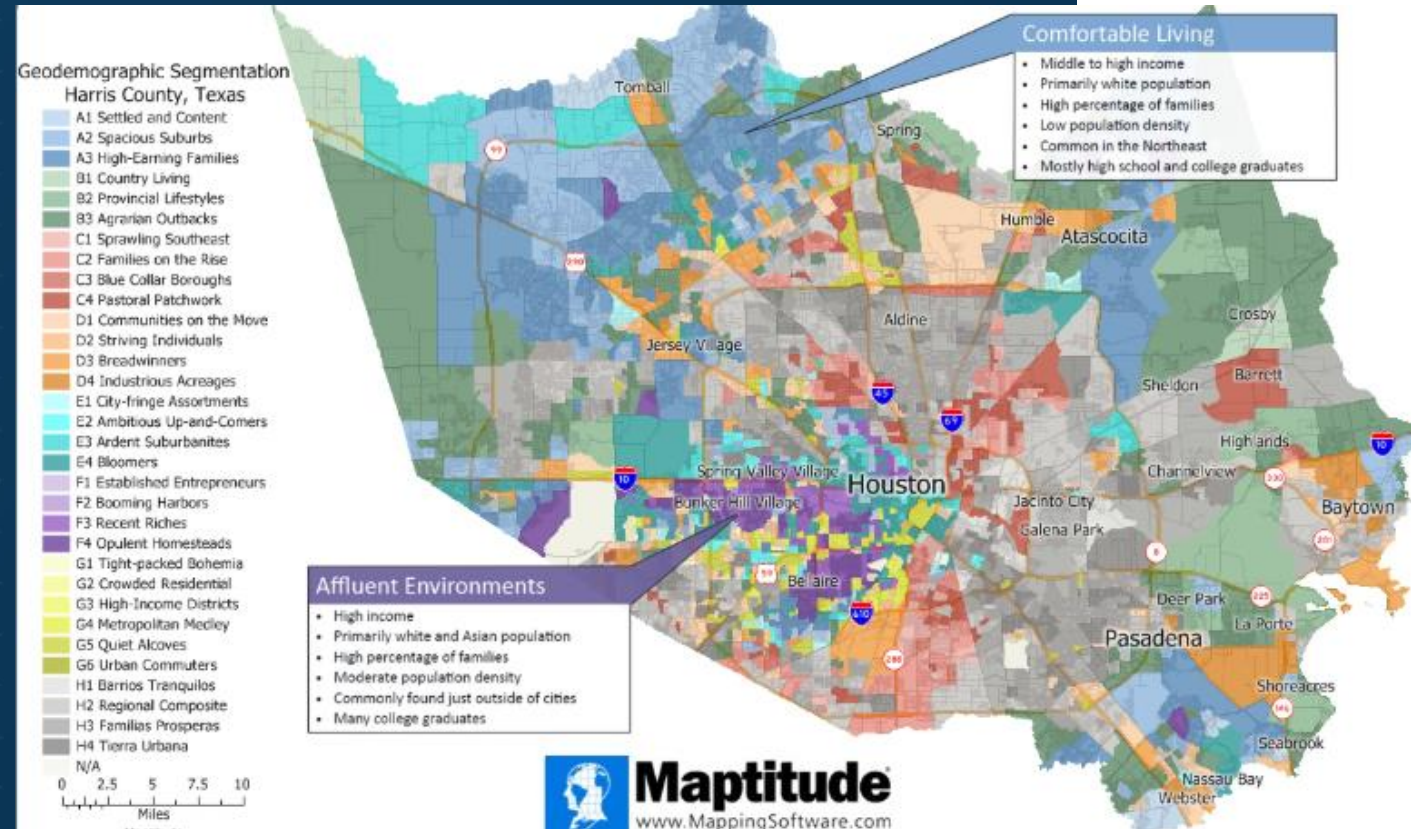 Geodemographic Segmentation
Harris County, Texas
A1 Settled and Content
A2 Spacious Suburbs
A3 High-Earning Families
B1 Country Living
B2 Provincial Lifestyles
B3 Agrarian Outbacks
C1 Sprawling Southeast
C2 Families on the Rise
C3 Blue Collar Boroughs
C4 Pastoral Patchwork
D1 Communities on the Move
D2 Striving Individuals
D3 Breadwinners
D4 Industrious Acreages
E1 City-fringe Assortments
E2 Ambitious Up-and-Comers
E3 Ardent Suburbanites
E4 Bloomers
F1 Established Entrepreneurs
F2 Booming Harbors
F3 Recent Riches
F4 Opulent Homesteads
G1 Tight-packed Bohemia
G2 Crowded Residential
G3 High-Income Districts
G4 Metropolitan Medley
G5 Quiet Alcoves
G6 Urban Commuters
H1 Barrios Tranquilos
H2 Regional Composite
H3 Familias Prosperas
H4 Tierra Urbana
N/A
0 2.5 5 7.5 10
Miles
Comfortable Living
• Middle to high income
• Primarily white population
• High percentage of families
• Low population density
• Common in the Northeast
• Mostly high school and college graduates
Tomball
Spring
99
Humble
Atascocita
290
Crosby
Aldine
Jersey Village
Barrett
Sheldon
45
69
Highlands
10
Spring Valley Village
Channelview
10
Houston
330
Bunker Hill Village
Jacinto City
Baytown
Galena Park
201
8
59
Bellaire
Deer Park
225
610
La Porte
Pasadena
288
Shoreacres
146
Seabrook
Nassau Bay
Webster
Affluent Environments
• High income
• Primarily white and Asian population
• High percentage of families
• Moderate population density
• Commonly found just outside of cities
• Many college graduates
Maptitude
www.MappingSoftware.com